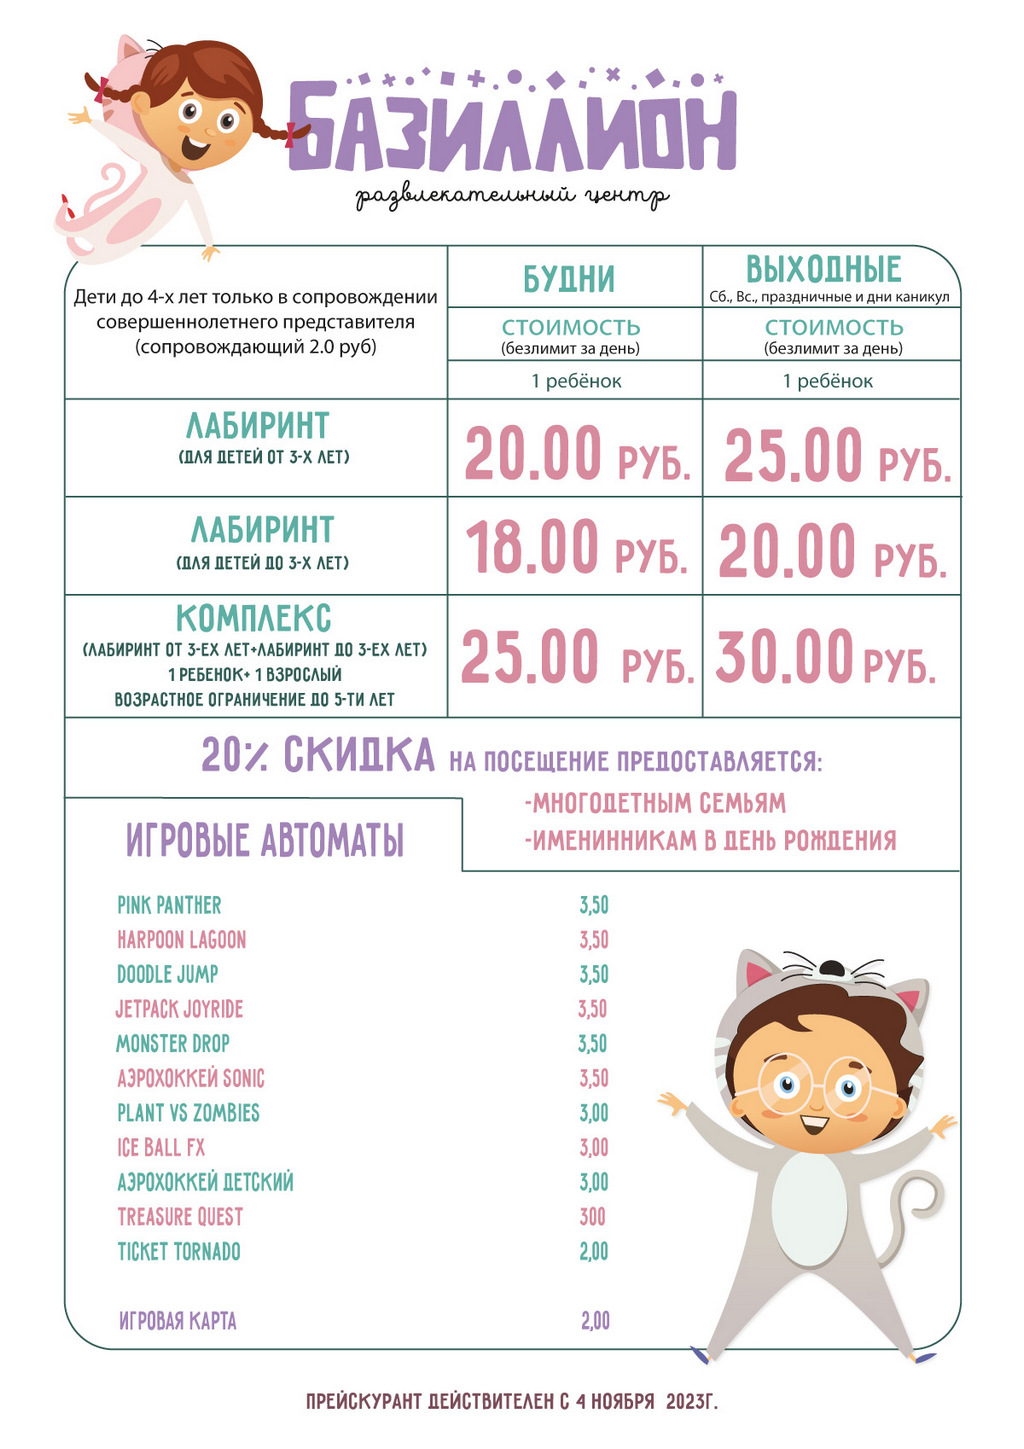 БАЗИЛЛИОН
развлекательный центр
Дети до 4-х лет только в сопровождении
совершеннолетнего представителя
(сопровождающий 2.0 руб)
БУДНИ
ВЫХОДНЫЕ
Сб., Вс., праздничные и дни каникул
СТОИМОСТЬ
(безлимит за день)
СТОИМОСТЬ
(безлимит за день)
1 ребёнок
1 ребёнок
ЛАБИРИНТ
(ДЛЯ ДЕТЕЙ ОТ 3-Х ЛЕТ)
20.00 РУБ.
25.00 РУБ.
ЛАБИРИНТ
(ДЛЯ ДЕТЕЙ ДО 3-Х ЛЕТ)
18.00 РУБ.
20.00 РУБ.
КОМПЛЕКС
(ЛАБИРИНТ ОТ 3-ЕХ ЛЕТ+ЛАБИРИНТ ДО 3-ЕХ ЛЕТ)
1 РЕБЕНОК+ 1 ВЗРОСЛЫЙ
ВОЗРАСТНОЕ ОГРАНИЧЕНИЕ ДО 5-ТИ ЛЕТ
25.00 РУБ.
30.00 РУБ.
20% СКИДКА НА ПОСЕЩЕНИЕ ПРЕДОСТАВЛЯЕТСЯ:
-МНОГОДЕТНЫМ СЕМЬЯМ
-ИМЕНИННИКАМ В ДЕНЬ РОЖДЕНИЯ
ИГРОВЫЕ АВТОМАТЫ
PINK PANTHER 3,50
HARPOON LAGOON 3,50
DOODLE JUMP 3,50
JETPACK JOYRIDE 3,50
MONSTER DROP 3,50
АЭРОХОККЕЙ SONIC 3,50
PLANT VS ZOMBIES 3,00
ICE BALL FX 3,00
АЭРОХОККЕЙ ДЕТСКИЙ 3,00
TREASURE QUEST 300
TICKET TORNADO 2,00
ИГРОВАЯ КАРТА 2,00
ПРЕЙСКУРАНТ ДЕЙСТВИТЕЛЕН С 4 НОЯБРЯ 2023Г.